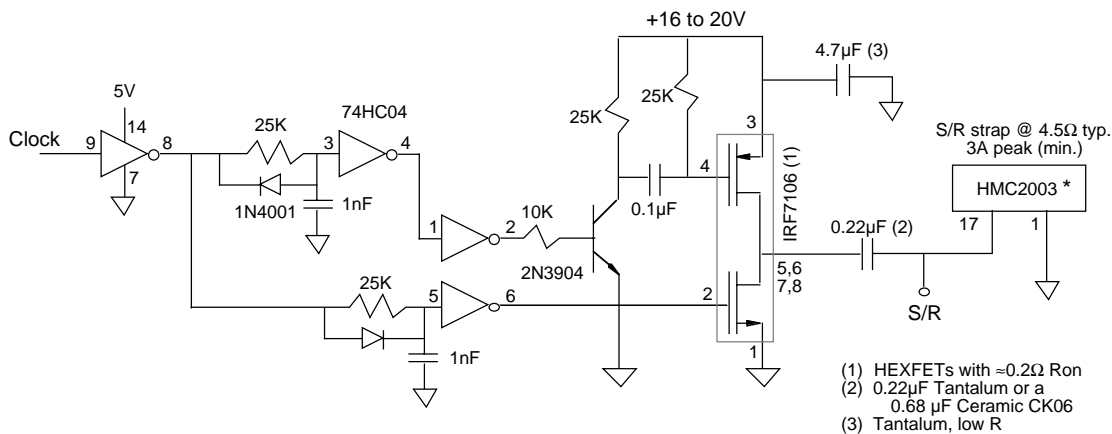 +16 to 20V
4.7µF (3)
5V
74HC04
25K
25K
25K
Clock
9
14
8
7
3
4
1N4001
1nF
1
2
10K
2N3904
0.1µF
4
3
IRF7106 (1)
S/R strap @ 4.5Ω typ.
3A peak (min.)
HMC2003 *
17
1
0.22µF (2)
5,6
7,8
S/R
25K
5
6
1nF
2
1
(1) HEXFETs with ≈0.2Ω Ron
(2) 0.22µF Tantalum or a
0.68 µF Ceramic CK06
(3) Tantalum, low R